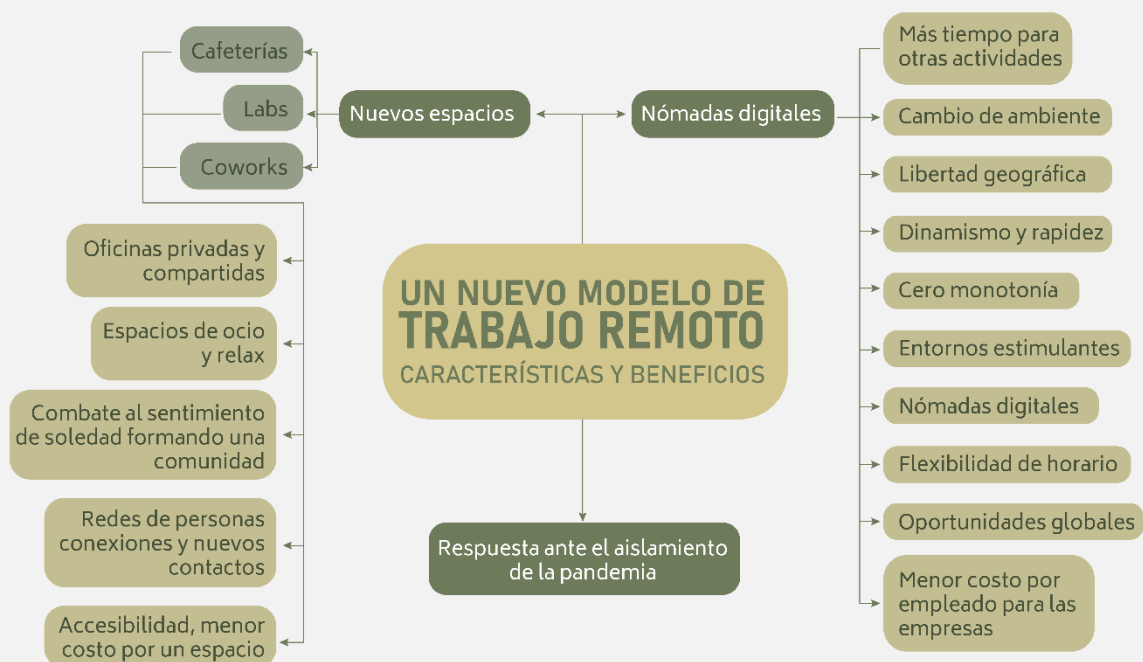 Cafeterías
Labs
Coworks
Nuevos espacios
Nómadas digitales
Oficinas privadas y
compartidas
Espacios de ocio
y relax
Combate al sentimiento
de soledad formando una
comunidad
Redes de personas
conexiones y nuevos
contactos
Accesibilidad, menor
costo por un espacio
UN NUEVO MODELO DE
TRABAJO REMOTO
CARACTERÍSTICAS Y BENEFICIOS
Respuesta ante el aislamiento
de la pandemia
Más tiempo para
otras actividades
Cambio de ambiente
Libertad geográfica
Dinamismo y rapidez
Cero monotonía
Entornos estimulantes
Nómadas digitales
Flexibilidad de horario
Oportunidades globales
Menor costo por
empleado para las
empresas